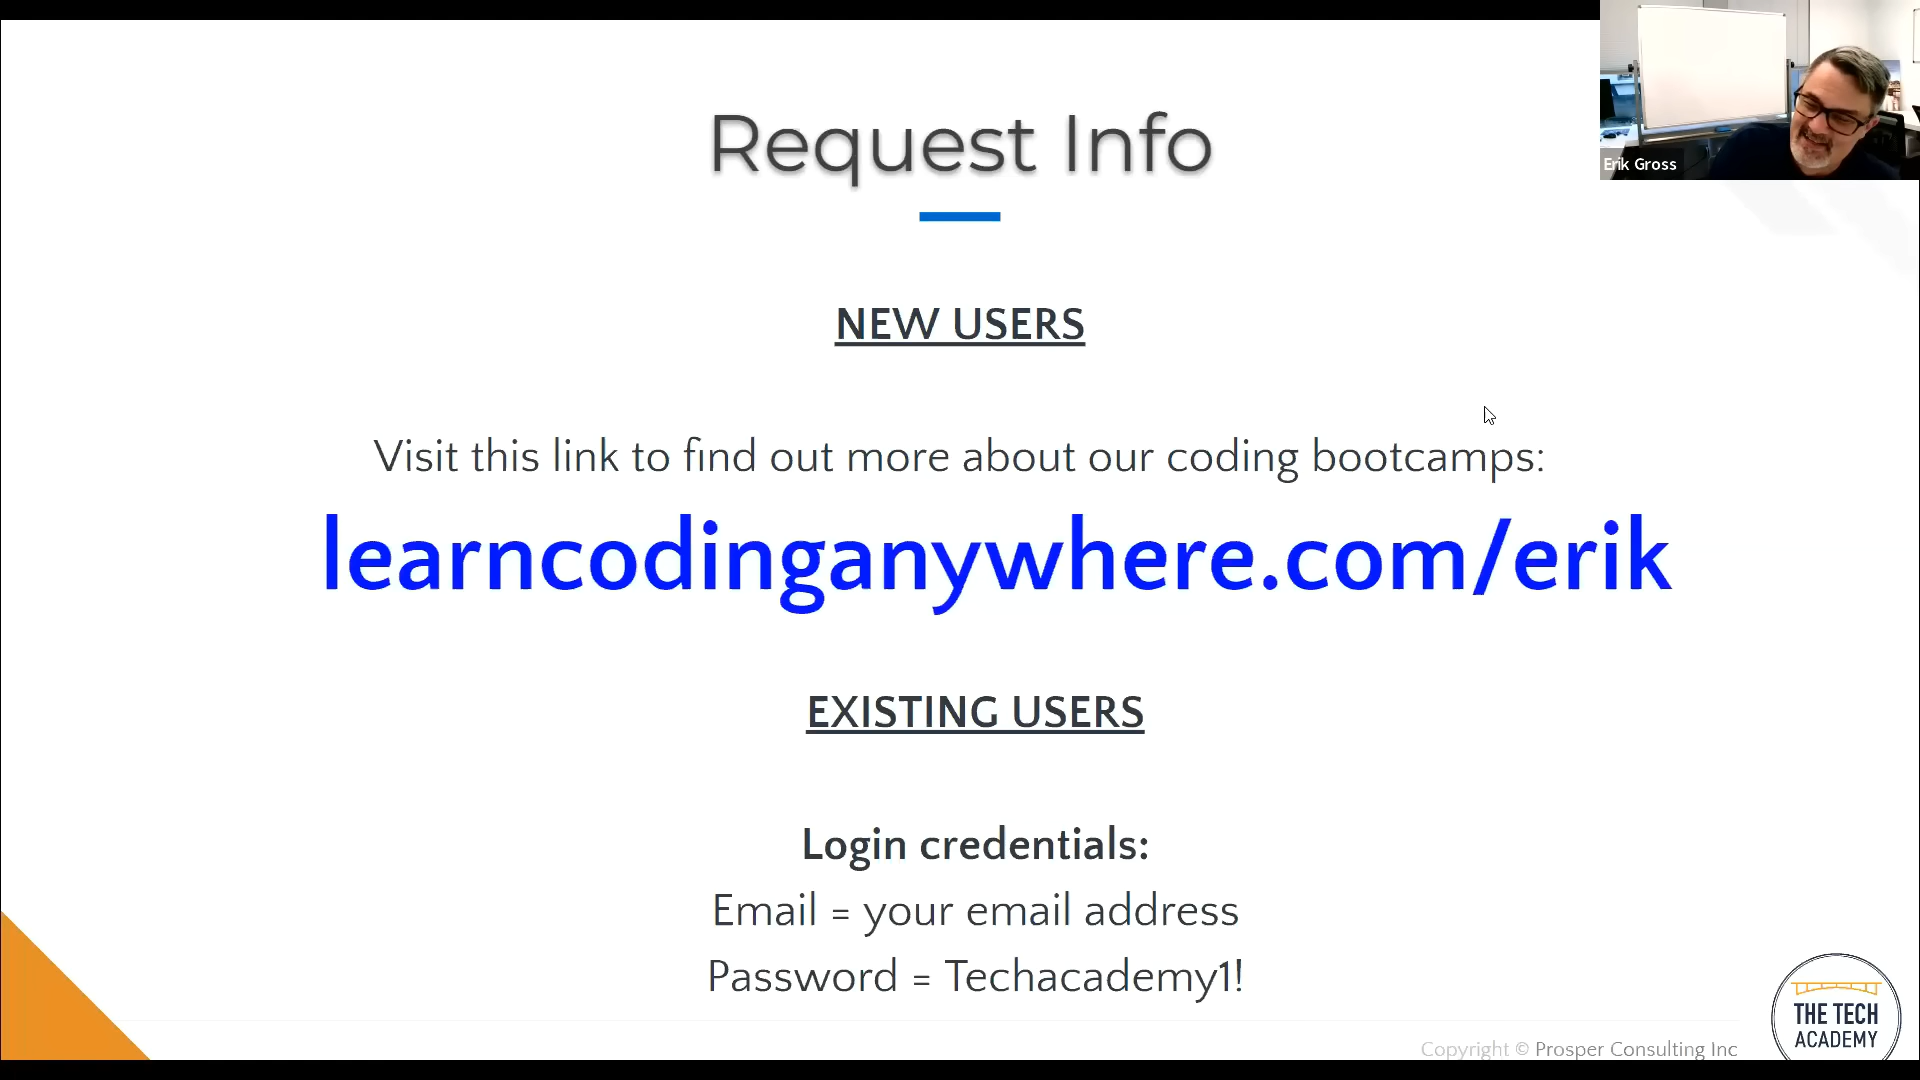 Request Info
Erik Gross
NEW USERS
Visit this link to find out more about our coding bootcamps:
learncodinganywhere.com/erik
EXISTING USERS
Login credentials:
Email = your email address
Password = Techacademy1!
THE TECH
ACADEMY
Copyright © Prosper Consulting Inc